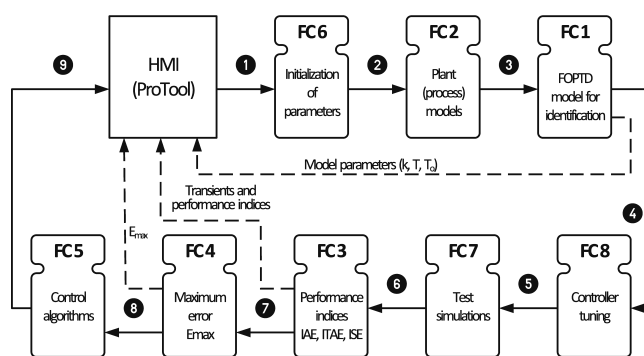 9
HMI
(ProTool)
1
FC6
Initialization
of
parameters
2
FC2
Plant
(process)
models
3
FC1
FOPTD
model for
identification
Model parameters (k, T, T₀)
Transients and
performance indices
Emax
4
FC5
Control
algorithms
8
FC4
Maximum
error
Emax
7
FC3
Performance
indices
IAE, ITAE, ISE
6
FC7
Test
simulations
5
FC8
Controller
tuning